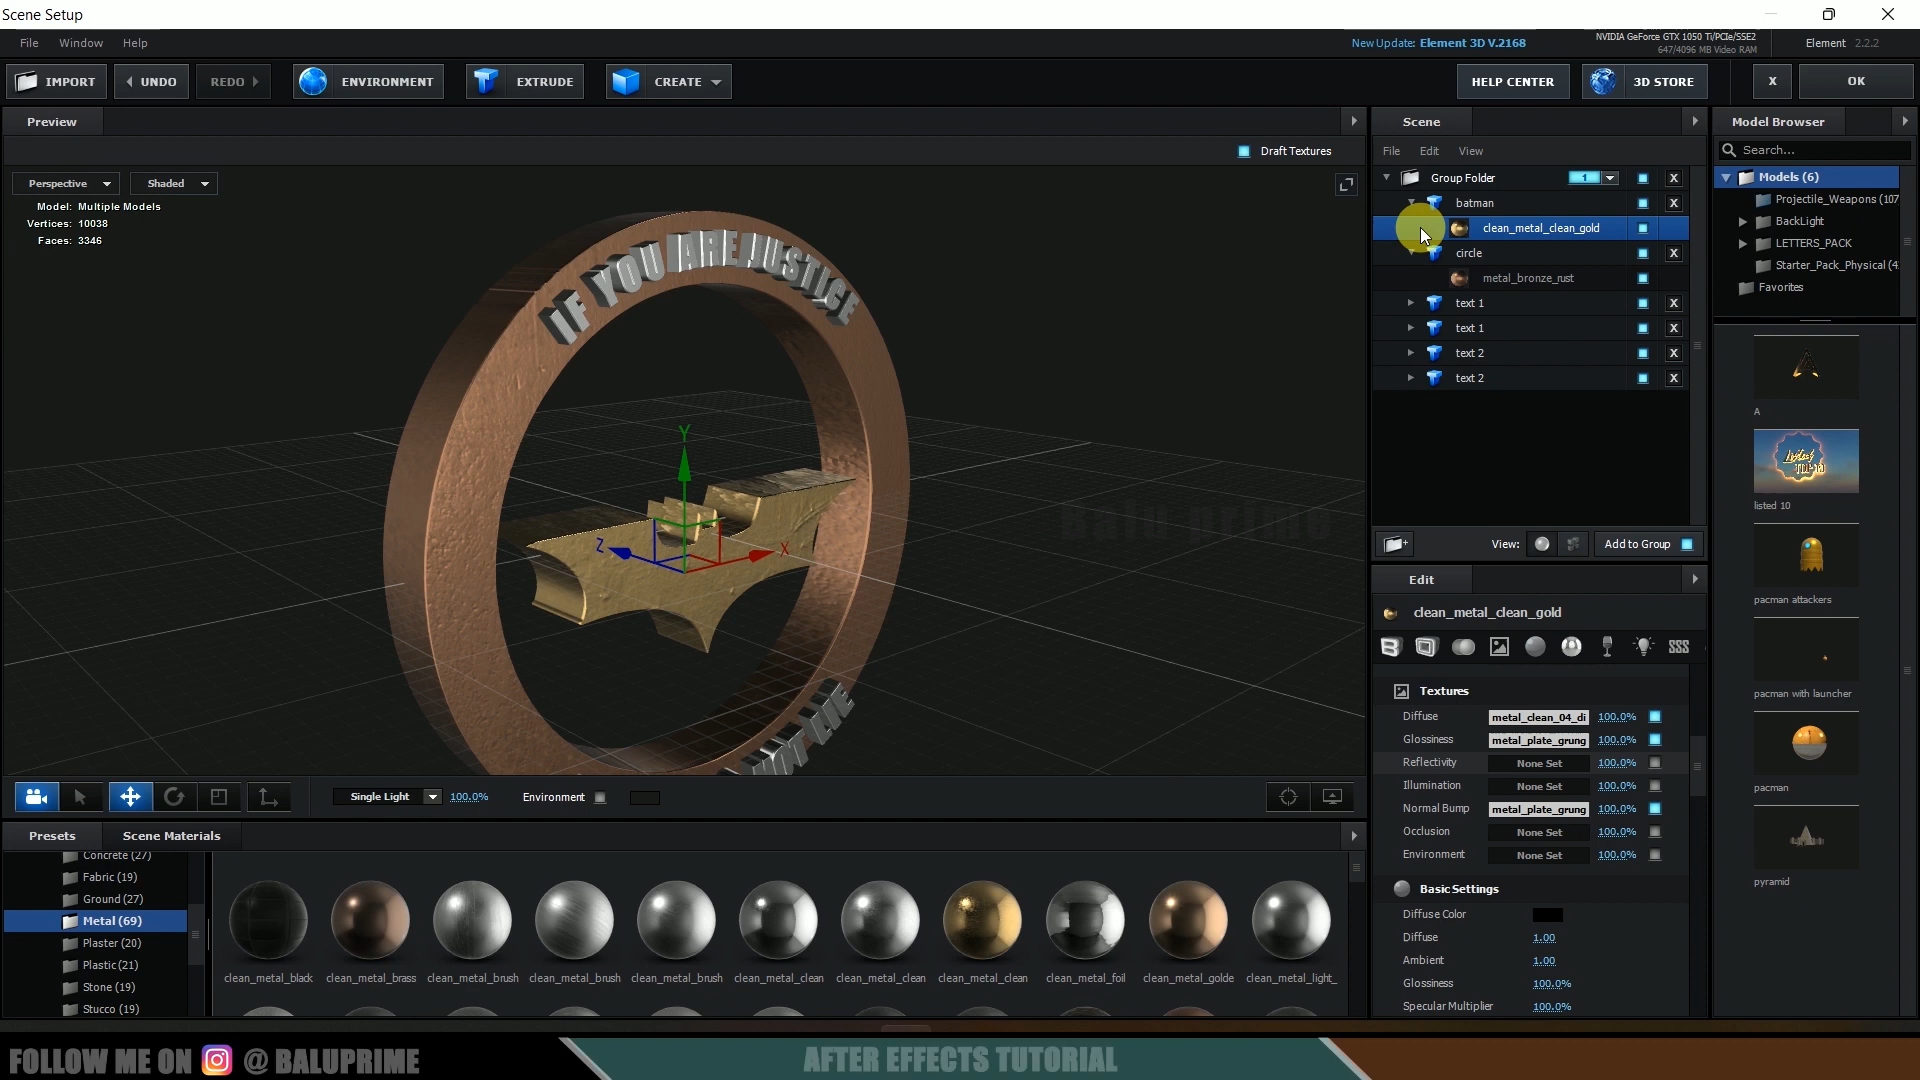 Scene Setup
File Window Help
New Update: Element 3D V.2168
NVIDIA GeForce GTX 1050 Ti/PCIe/SSE2
647/4096 MB Video RAM
Element 2.2.2
IMPORT UNDO REDO ENVIRONMENT EXTRUDE CREATE HELP CENTER 3D STORE X OK
Preview
Draft Textures
Perspective Shaded
Model: Multiple Models
Vertices: 10038
Faces: 3346
IF YOU ARE JUSTICE
NOT LIE
Y
Z
X
Balu prime
Single Light 100.0% Environment
Scene
File Edit View
Group Folder 1 X
batman X
clean_metal_clean_gold
circle X
metal_bronze_rust
text 1 X
text 1 X
text 2 X
text 2 X
View: Add to Group
Edit
clean_metal_clean_gold
Textures
Diffuse metal_clean_04_di 100.0%
Glossiness metal_plate_grung 100.0%
Reflectivity None Set 100.0%
Illumination None Set 100.0%
Normal Bump metal_plate_grung 100.0%
Occlusion None Set 100.0%
Environment None Set 100.0%
Basic Settings
Diffuse Color
Diffuse 1.00
Ambient 1.00
Glossiness 100.0%
Specular Multiplier 100.0%
Model Browser
Search...
Models (6)
Projectile_Weapons (107
BackLight
LETTERS_PACK
Starter_Pack_Physical (4
Favorites
A
Listed TOP 10
listed 10
pacman attackers
pacman with launcher
pacman
pyramid
Presets Scene Materials
Concrete (27)
Fabric (19)
Ground (27)
Metal (69)
Plaster (20)
Plastic (21)
Stone (19)
Stucco (19)
clean_metal_black clean_metal_brass clean_metal_brush clean_metal_brush clean_metal_brush clean_metal_clean clean_metal_clean clean_metal_clean clean_metal_foil clean_metal_golde clean_metal_light_
FOLLOW ME ON @ BALUPRIME
AFTER EFFECTS TUTORIAL